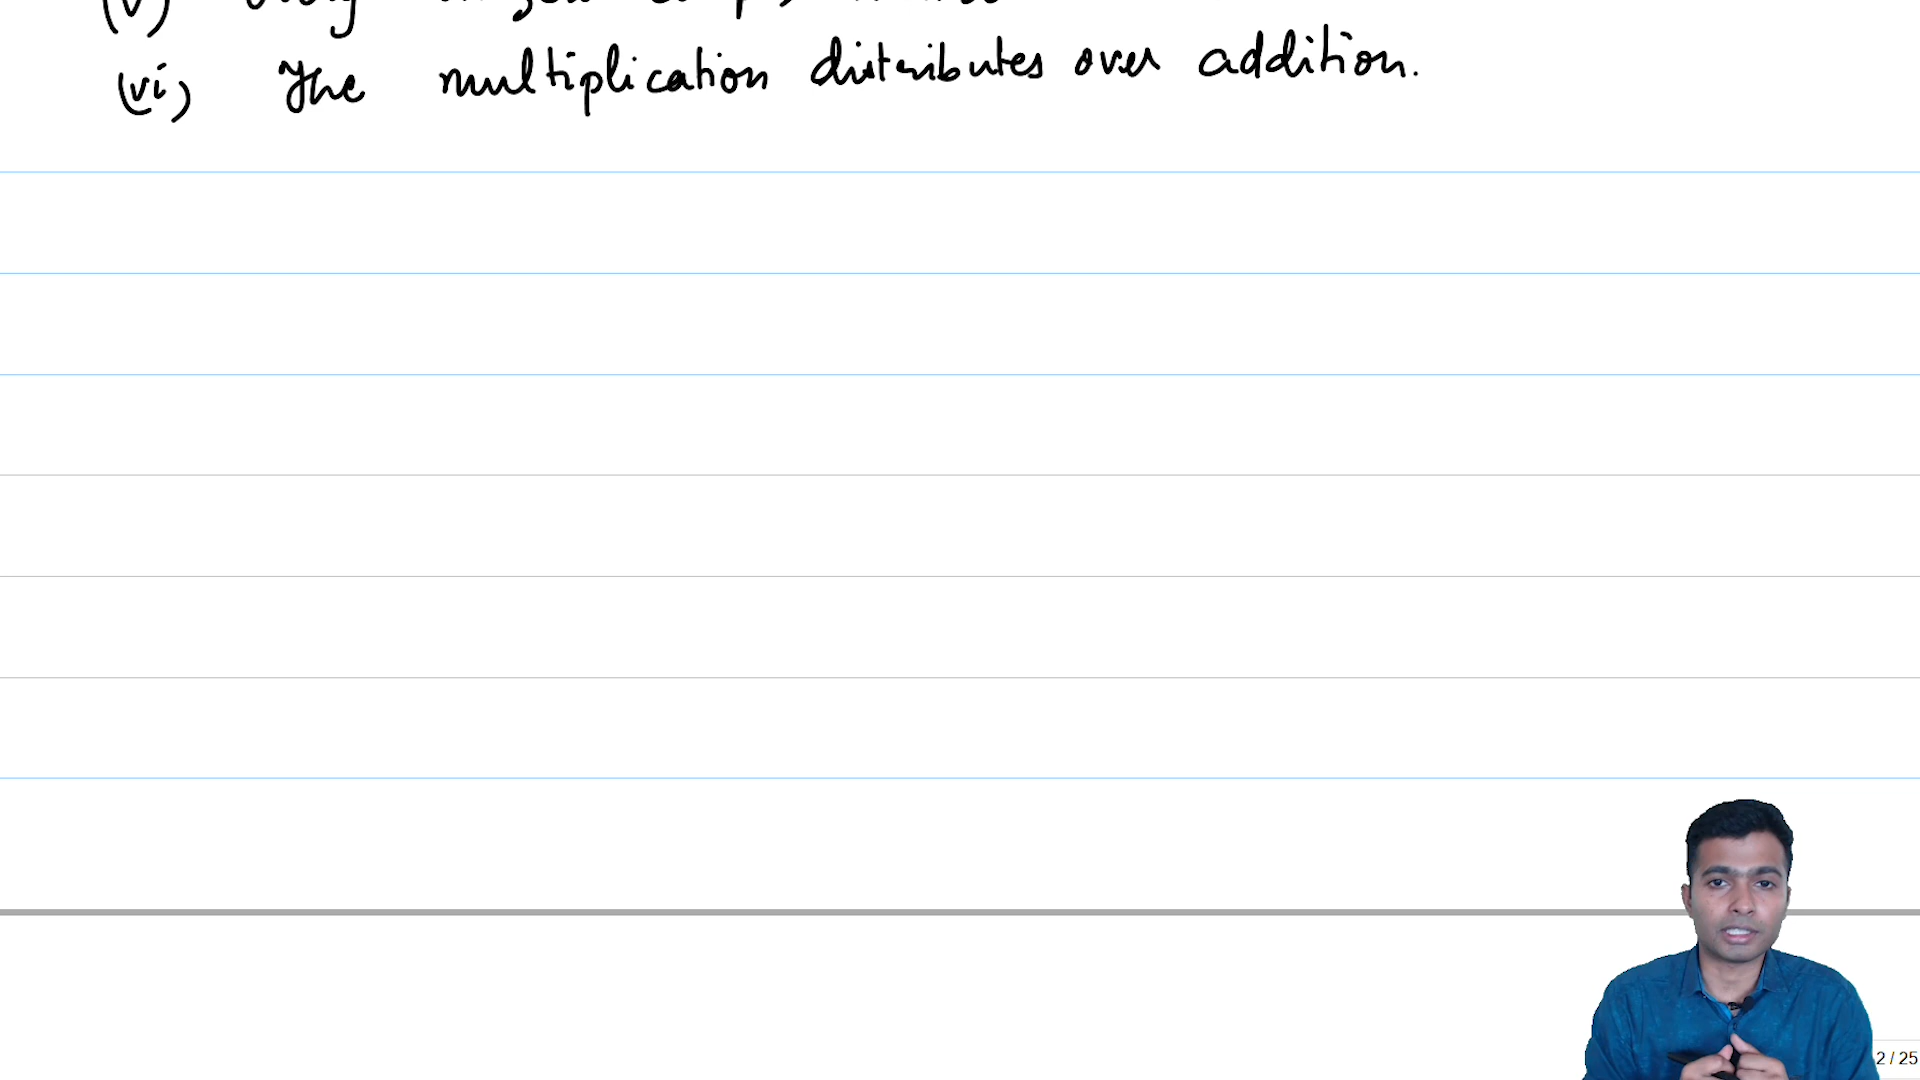 (v)
(vi) The multiplication distributes over addition.
2 / 25